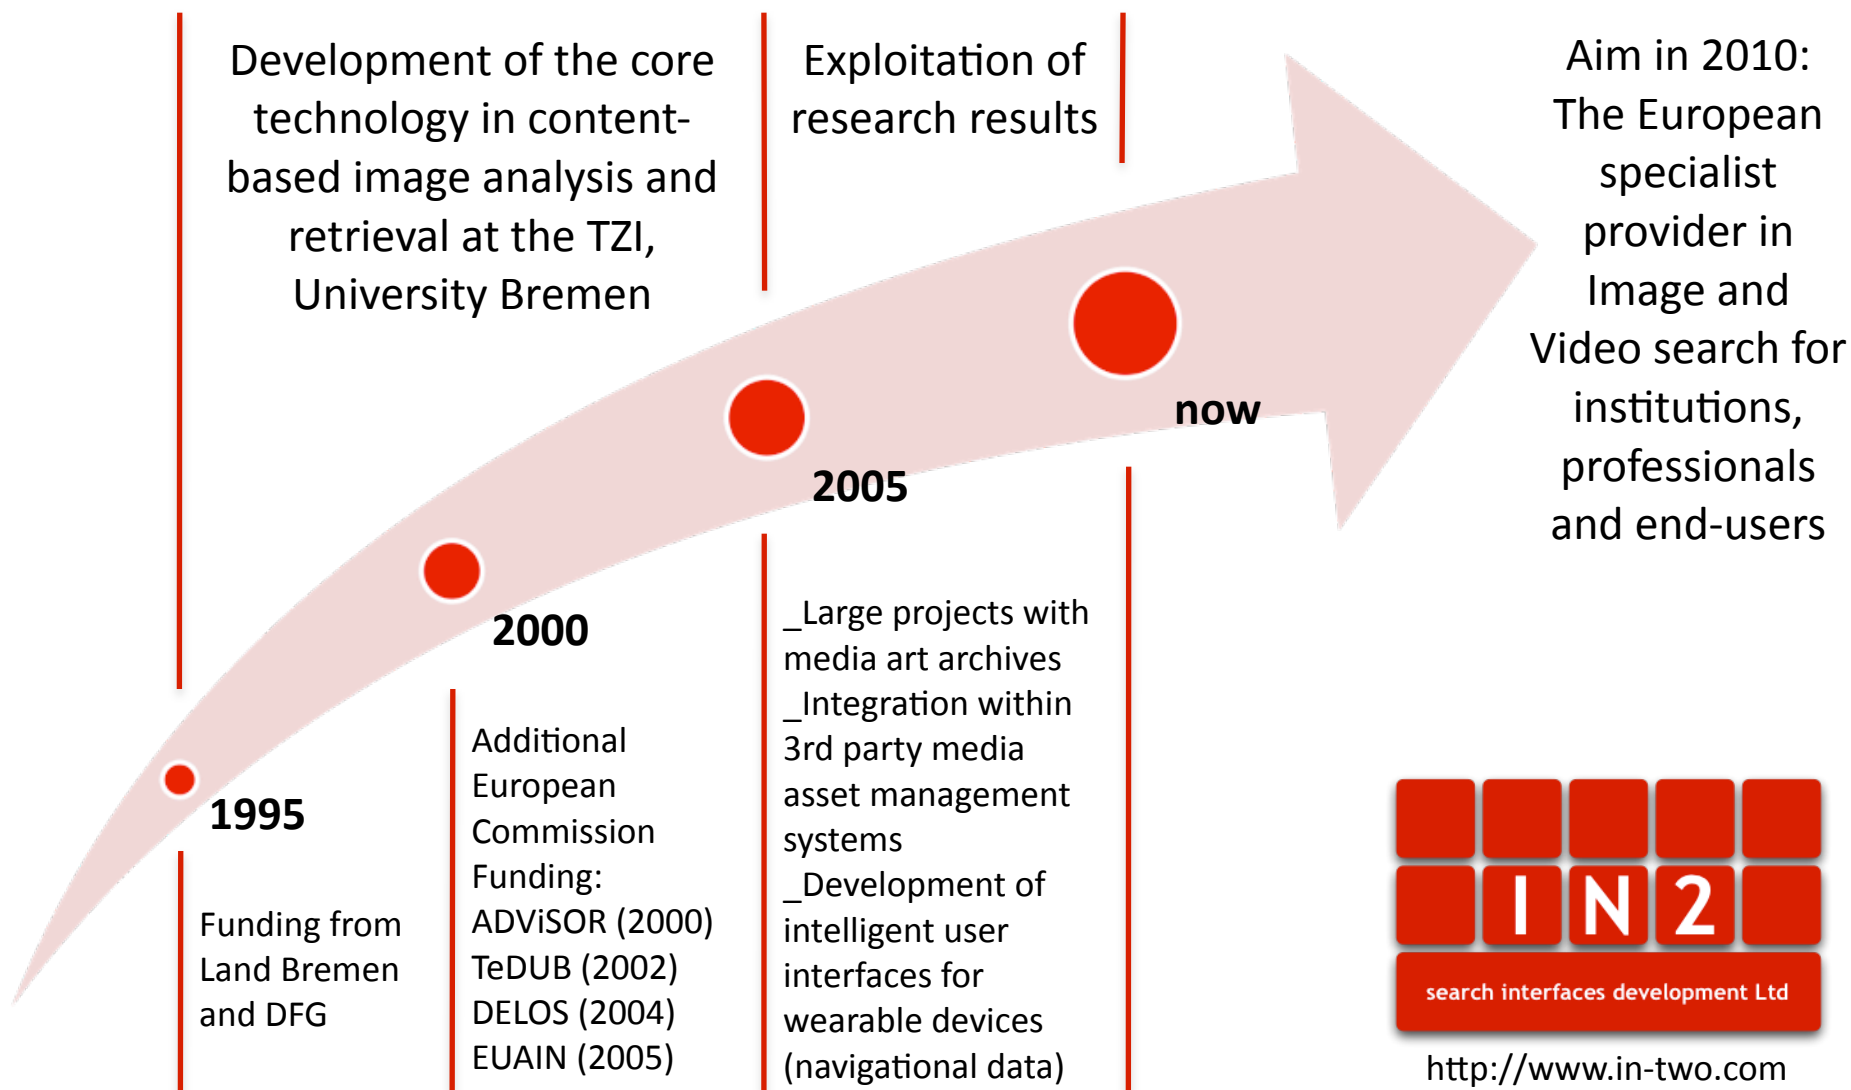 Development of the core
technology in content-
based image analysis and
retrieval at the TZI,
University Bremen
Exploitation of
research results
Aim in 2010:
The European
specialist
provider in
Image and
Video search for
institutions,
professionals
and end-users
1995
2000
2005
now
Funding from
Land Bremen
and DFG
Additional
European
Commission
Funding:
ADViSOR (2000)
TeDUB (2002)
DELOS (2004)
EUAIN (2005)
_Large projects with
media art archives
_Integration within
3rd party media
asset management
systems
_Development of
intelligent user
interfaces for
wearable devices
(navigational data)
IN2
search interfaces development Ltd
http://www.in-two.com